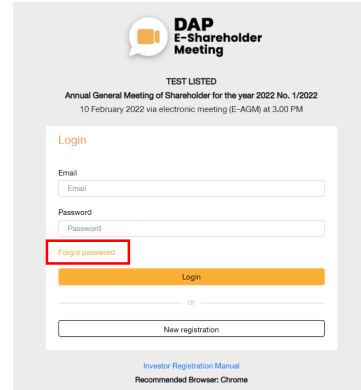 DAP
E-Shareholder
Meeting
TEST LISTED
Annual General Meeting of Shareholder for the year 2022 No. 1/2022
10 February 2022 via electronic meeting (E-AGM) at 3.00 PM
Login
Email
Email
Password
Password
Forgot password
Login
or
New registration
Investor Registration Manual
Recommended Browser: Chrome